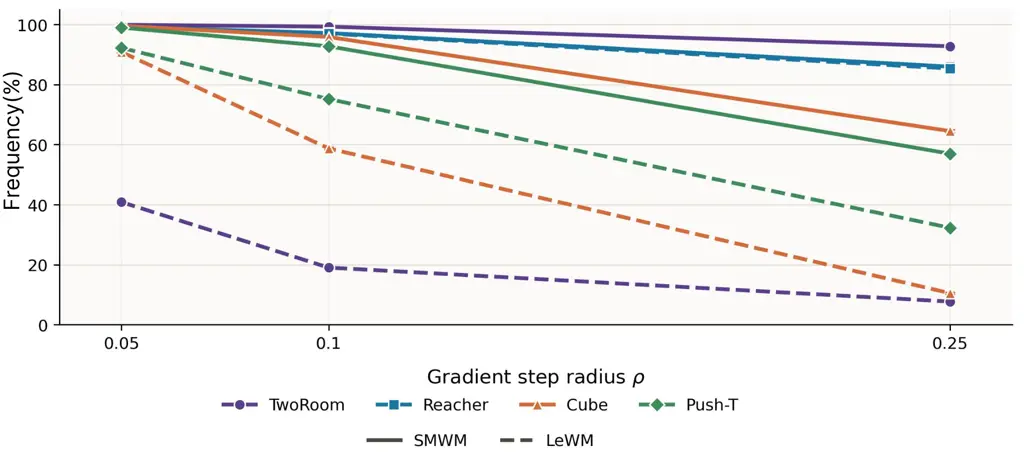 100
80
60
40
20
0
Frequency(%)
0.05 0.1 0.25
Gradient step radius ρ
TwoRoom Reacher Cube Push-T
SMWM LeWM